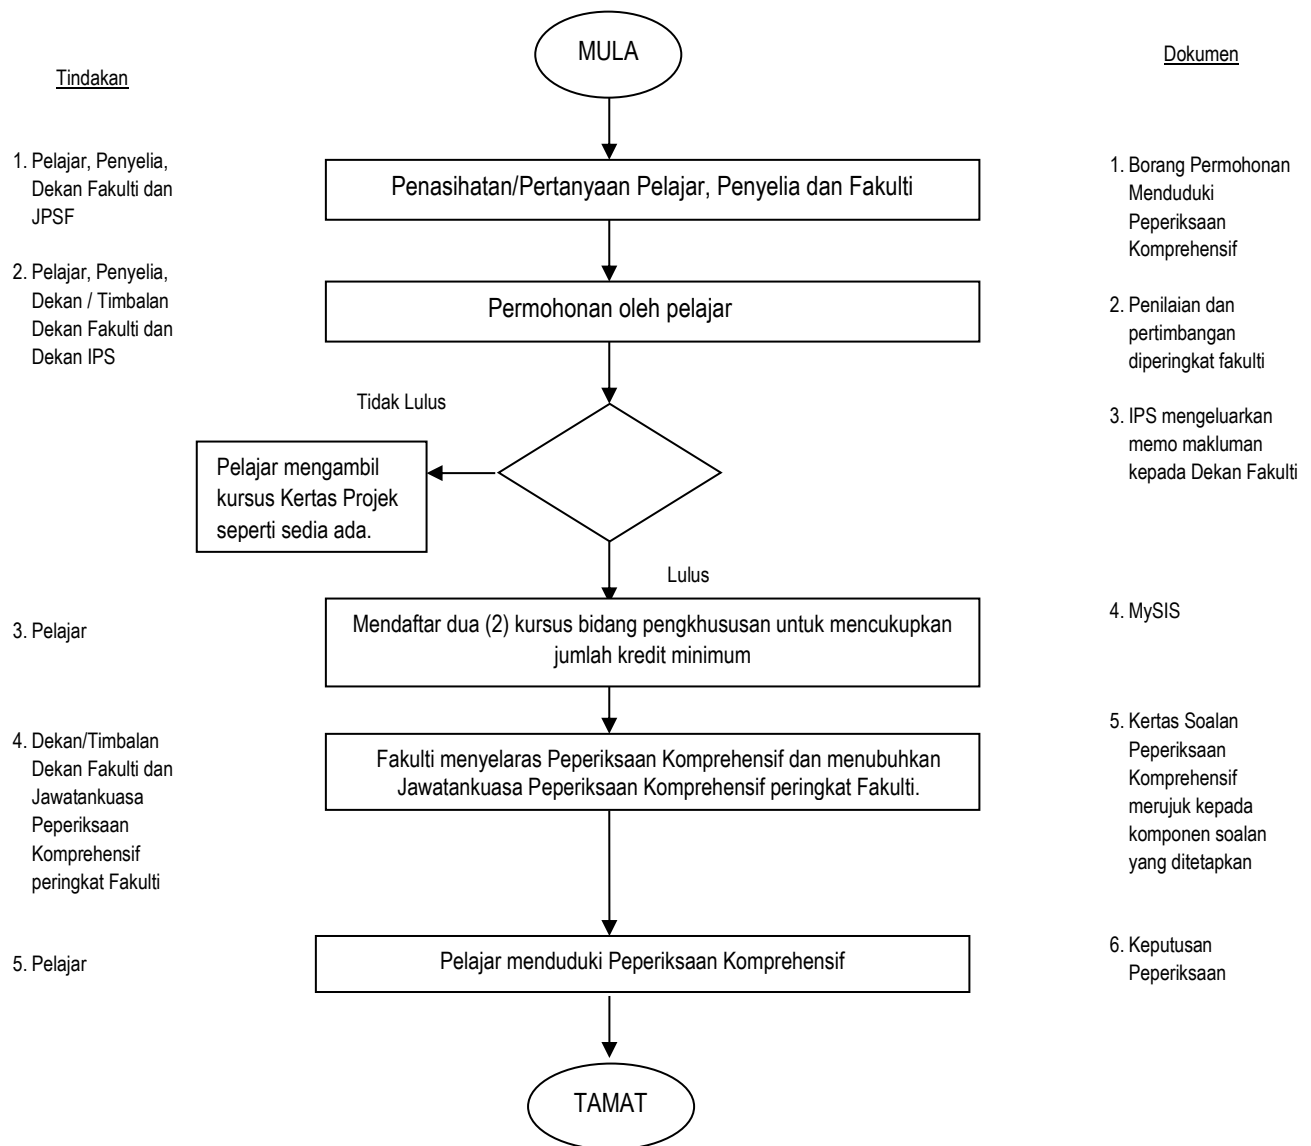 MULA
Tindakan
Dokumen
1. Pelajar, Penyelia,
Dekan Fakulti dan
JPSF
Penasihatan/Pertanyaan Pelajar, Penyelia dan Fakulti
1. Borang Permohonan
Menduduki
Peperiksaan
Komprehensif
2. Pelajar, Penyelia,
Dekan / Timbalan
Dekan Fakulti dan
Dekan IPS
Permohonan oleh pelajar
2. Penilaian dan
pertimbangan
diperingkat fakulti
Tidak Lulus
3. IPS mengeluarkan
memo makluman
kepada Dekan Fakulti
Pelajar mengambil
kursus Kertas Projek
seperti sedia ada.
Lulus
3. Pelajar
Mendaftar dua (2) kursus bidang pengkhususan untuk mencukupkan
jumlah kredit minimum
4. MySIS
4. Dekan/Timbalan
Dekan Fakulti dan
Jawatankuasa
Peperiksaan
Komprehensif
peringkat Fakulti
Fakulti menyelaras Peperiksaan Komprehensif dan menubuhkan
Jawatankuasa Peperiksaan Komprehensif peringkat Fakulti.
5. Kertas Soalan
Peperiksaan
Komprehensif
merujuk kepada
komponen soalan
yang ditetapkan
5. Pelajar
Pelajar menduduki Peperiksaan Komprehensif
6. Keputusan
Peperiksaan
TAMAT